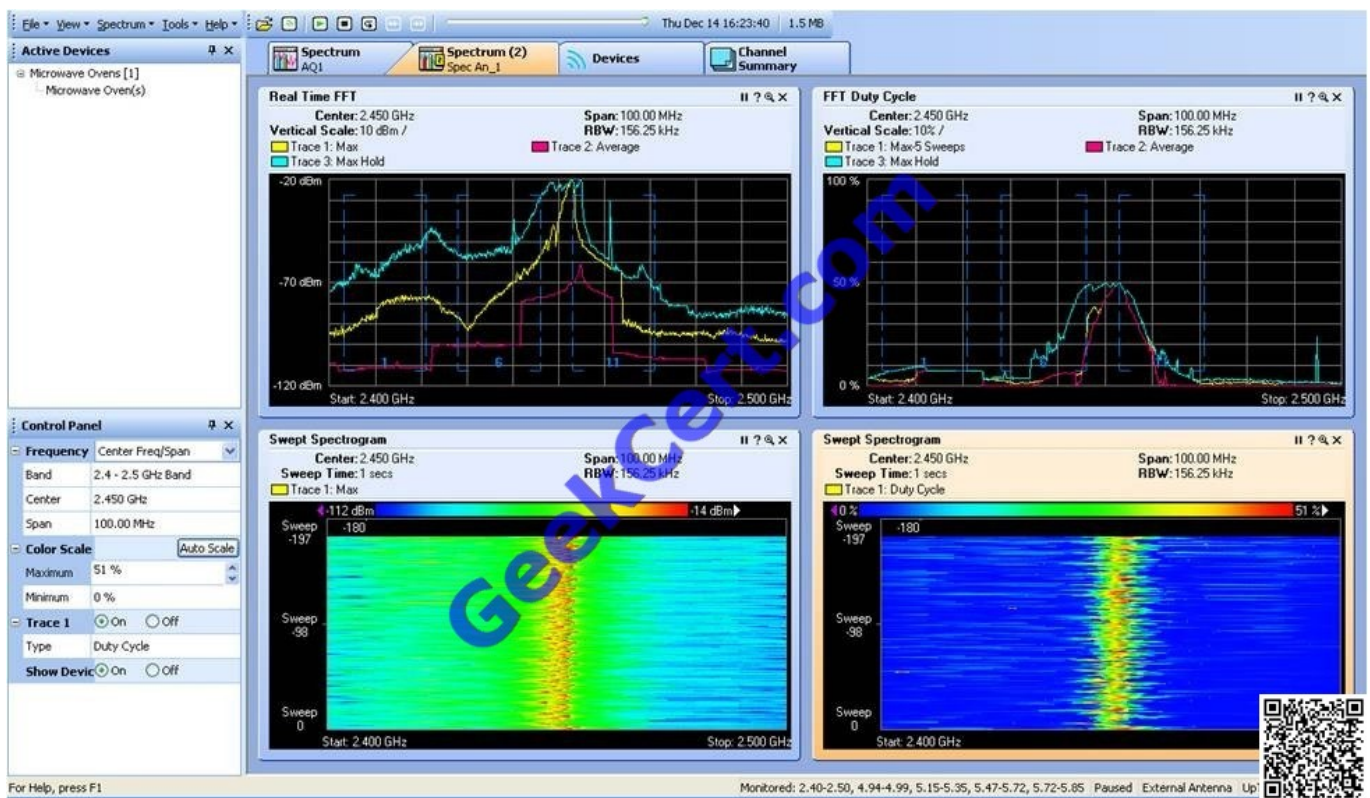 File View Spectrum Tools Help
Thu Dec 14 16:23:40 1.5 MB
Active Devices
Microwave Ovens [1]
Microwave Oven(s)
Spectrum
AQ1
Spectrum (2)
Spec An_1
Devices
Channel
Summary
Real Time FFT
Center: 2.450 GHz Span: 100.00 MHz
Vertical Scale: 10 dBm / RBW: 156.25 kHz
Trace 1: Max Trace 2: Average
Trace 3: Max Hold
-20 dBm
-70 dBm
-120 dBm
1 6 11
Start: 2.400 GHz Stop: 2.500 GHz
FFT Duty Cycle
Center: 2.450 GHz Span: 100.00 MHz
Vertical Scale: 10% / RBW: 156.25 kHz
Trace 1: Max-5 Sweeps Trace 2: Average
Trace 3: Max Hold
100 %
50 %
0 %
1
Start: 2.400 GHz Stop: 2.500 GHz
Control Panel
Frequency Center Freq/Span
Band 2.4 - 2.5 GHz Band
Center 2.450 GHz
Span 100.00 MHz
Color Scale Auto Scale
Maximum 51 %
Minimum 0 %
Trace 1 On Off
Type Duty Cycle
Show Devic On Off
Swept Spectrogram
Center: 2.450 GHz Span: 100.00 MHz
Sweep Time: 1 secs RBW: 156.25 kHz
Trace 1: Max
-112 dBm -14 dBm
Sweep -180
-197
Sweep
-98
Sweep
0
Start: 2.400 GHz Stop: 2.500 GHz
Swept Spectrogram
Center: 2.450 GHz Span: 100.00 MHz
Sweep Time: 1 secs RBW: 156.25 kHz
Trace 1: Duty Cycle
0 % 51 %
Sweep -180
-197
Sweep
-98
Sweep
0
Start: 2.400 GHz
GeekCert.com
For Help, press F1
Monitored: 2.40-2.50, 4.94-4.99, 5.15-5.35, 5.47-5.72, 5.72-5.85 Paused External Antenna Up